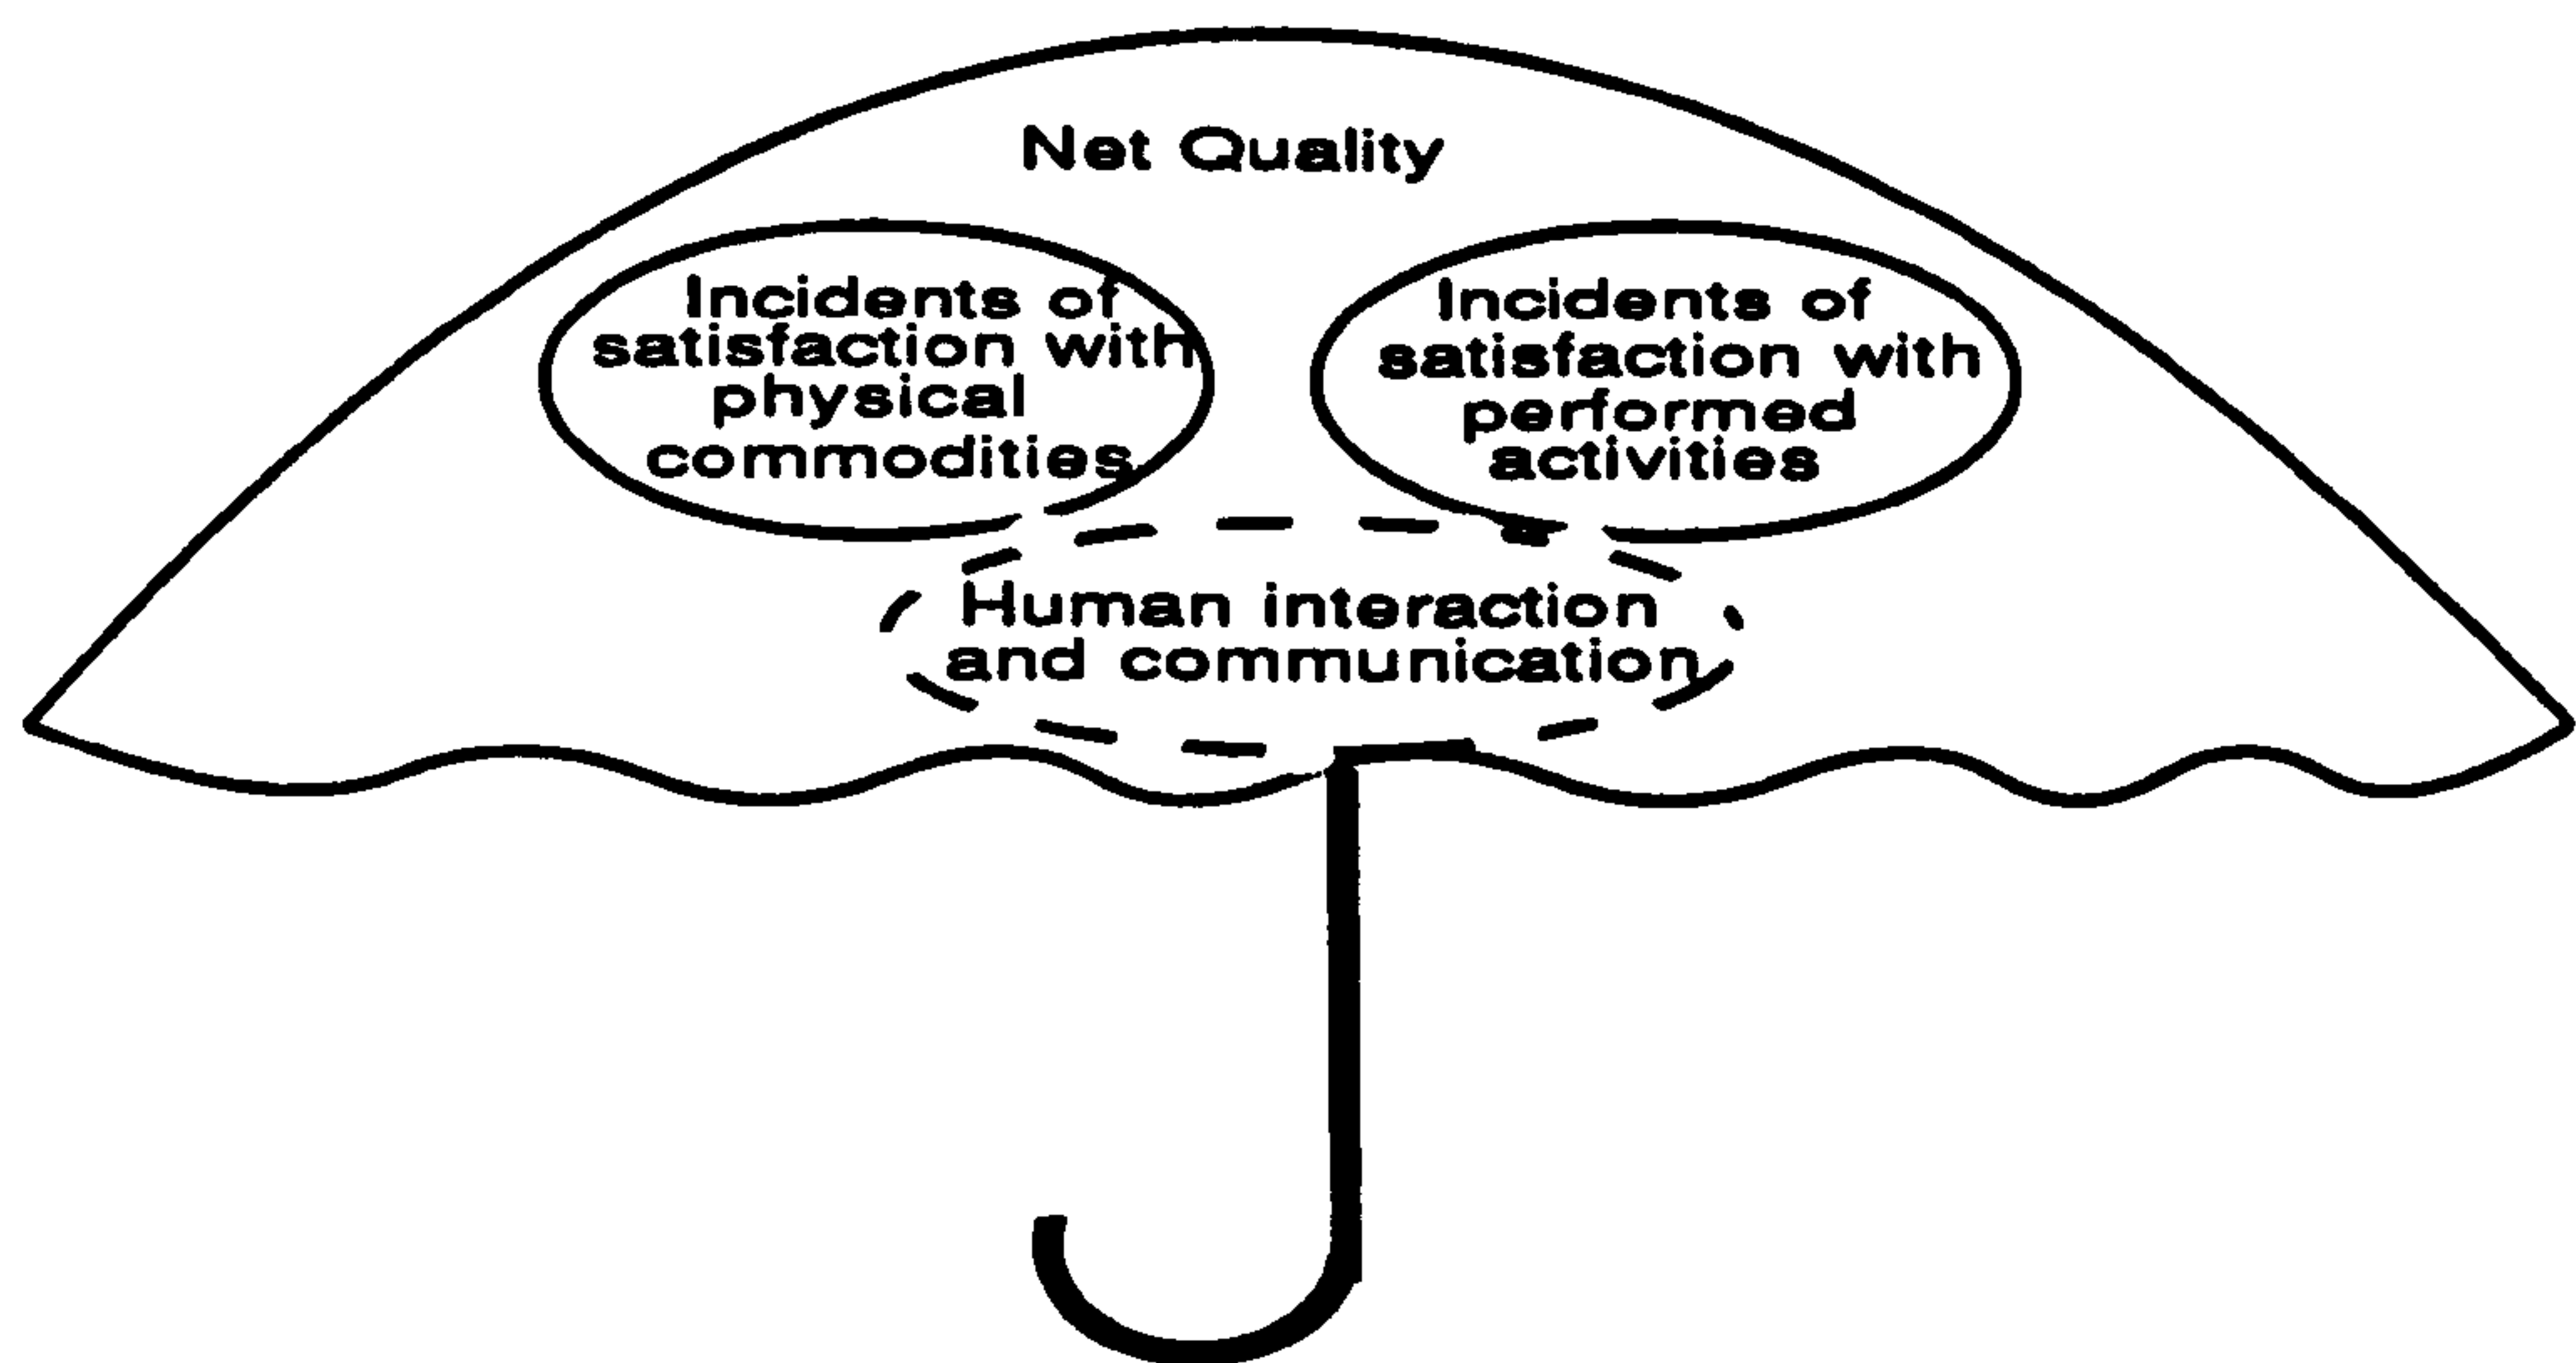 Net Quality
Incidents of
satisfaction with
physical
commodities
Incidents of
satisfaction with
performed
activities
Human interaction
and communication